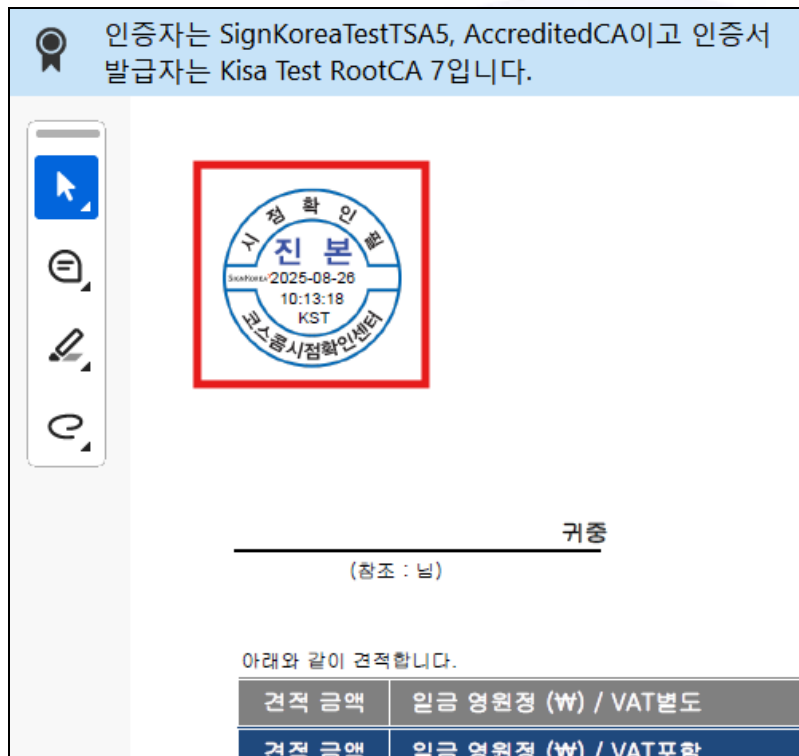 인증자는 SignKoreaTestTSA5, AccreditedCA이고 인증서
발급자는 Kisa Test RootCA 7입니다.
시점확인필
진 본
SignKorea
2025-08-26
10:13:18
KST
코스콤시점확인센터
귀중
(참조 : 님)
아래와 같이 견적합니다.
견적 금액 일금 영원정 (₩) / VAT별도
견적 금액 일금 영원정 (₩) / VAT포함